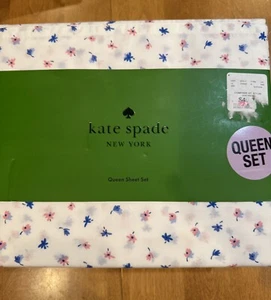 kate spade
NEW YORK
QUEEN
SET
Queen Sheet Set